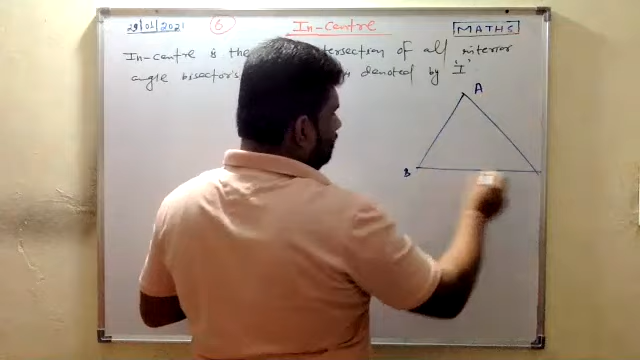 29/01/2021 6 In-Centre MATHS
In-centre is the intersection of all interior
angle bisector's denoted by 'I'
A
B